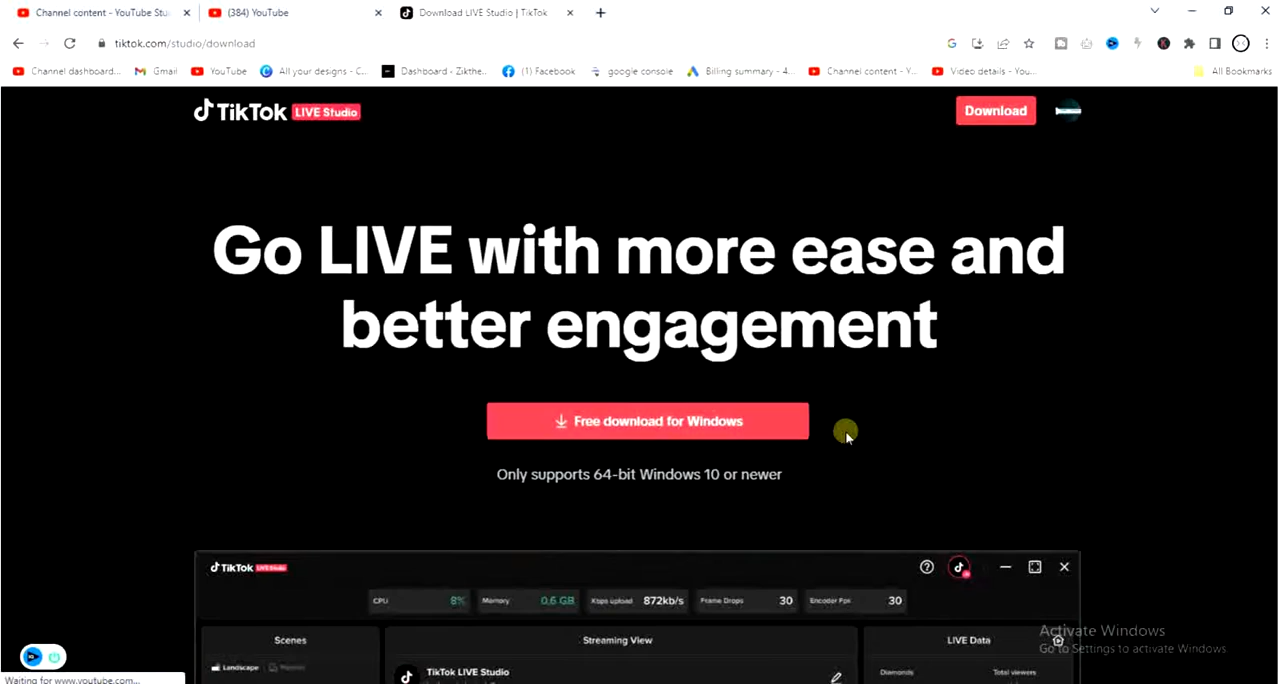 Channel content - YouTube Stu
(384) YouTube
Download LIVE Studio | TikTok
tiktok.com/studio/download
Channel dashboard...
Gmail
YouTube
All your designs - C...
Dashboard - Zikthe...
(1) Facebook
google console
Billing summary - 4...
Channel content - Y...
Video details - You...
All Bookmarks
TikTok LIVE Studio
Download
Go LIVE with more ease and
better engagement
Free download for Windows
Only supports 64-bit Windows 10 or newer
TikTok LIVE Studio
CPU 8%
Memory 0.6 GB
Kbps upload 872kb/s
Frame Drops 30
Encoder Fps 30
Scenes
Streaming View
LIVE Data
Landscape
TikTok LIVE Studio
Diamonds
Total viewers
Activate Windows
Go to Settings to activate Windows
Waiting for www.youtube.com...